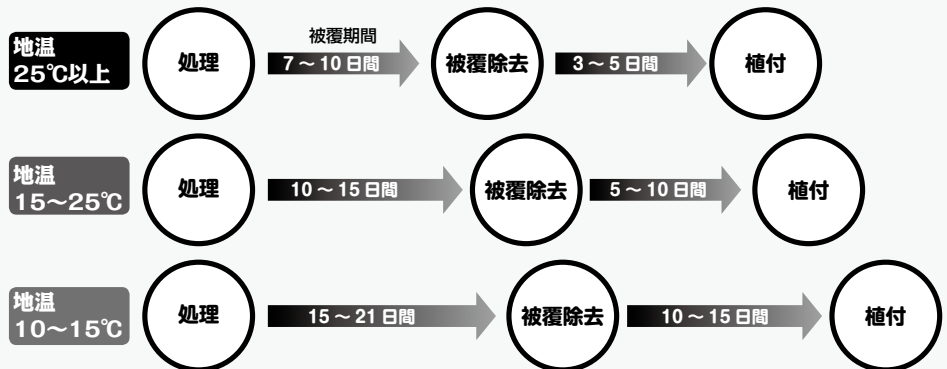 地温
25℃以上
処理
被覆期間
7～10日間
被覆除去
3～5日間
植付
地温
15～25℃
処理
10～15日間
被覆除去
5～10日間
植付
地温
10～15℃
処理
15～21日間
被覆除去
10～15日間
植付